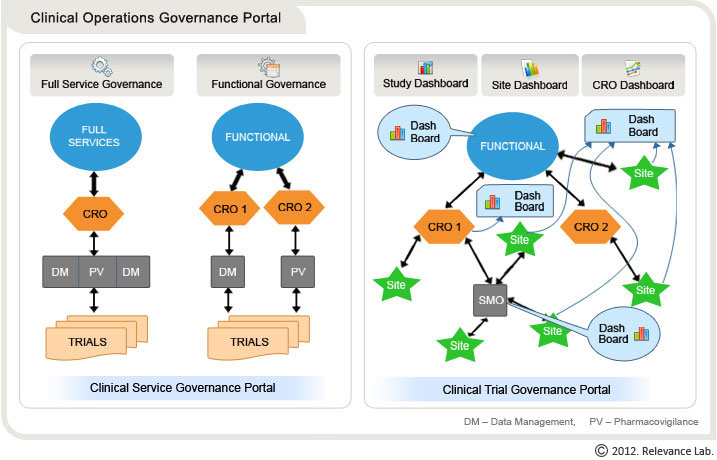 Clinical Operations Governance Portal
Full Service Governance
Functional Governance
FULL
SERVICES
FUNCTIONAL
CRO
CRO 1
CRO 2
DM
PV
DM
DM
PV
TRIALS
TRIALS
Clinical Service Governance Portal
Study Dashboard
Site Dashboard
CRO Dashboard
Dash
Board
FUNCTIONAL
Dash
Board
Site
Dash
Board
CRO 1
Site
CRO 2
Site
SMO
Site
Site
Site
Dash
Board
Clinical Trial Governance Portal
DM – Data Management, PV – Pharmacovigilance
© 2012. Relevance Lab.